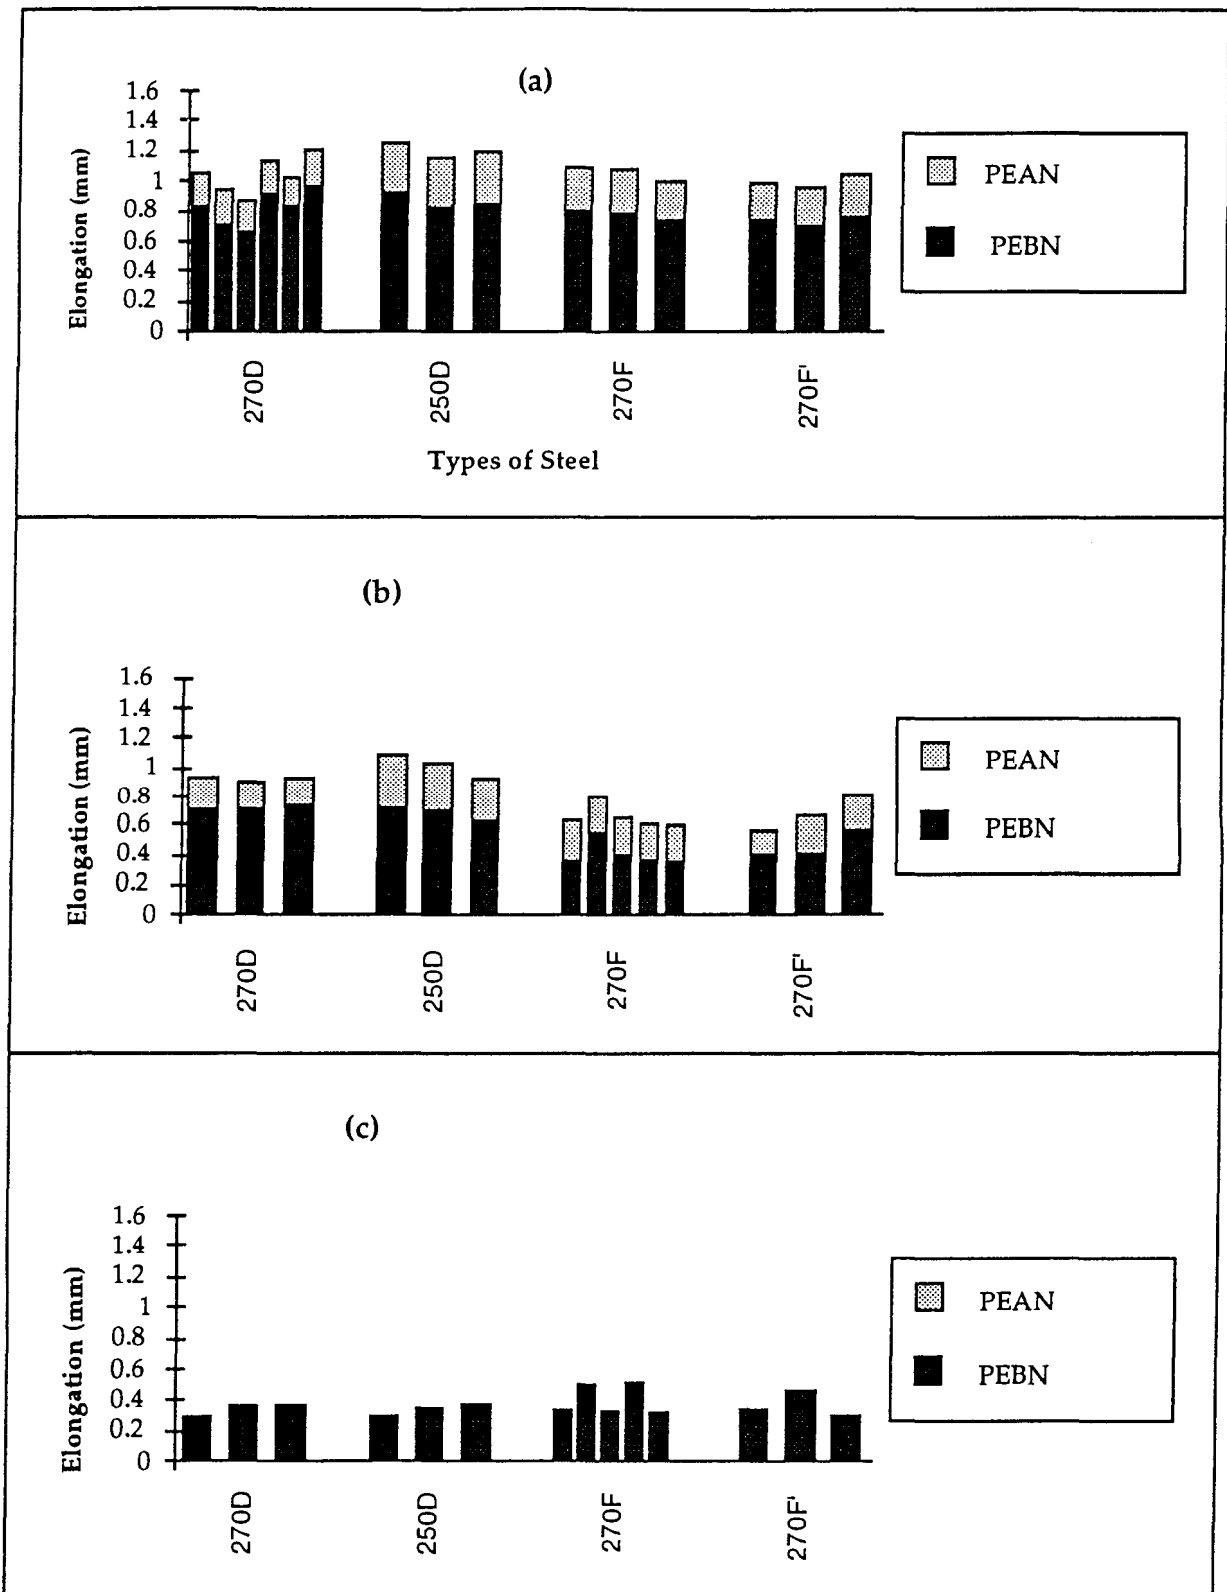 (a)
1.6
1.4
1.2
1
0.8
0.6
0.4
0.2
0
Elongation (mm)
270D
250D
270F
270F'
Types of Steel
PEAN
PEBN
(b)
1.6
1.4
1.2
1
0.8
0.6
0.4
0.2
0
Elongation (mm)
270D
250D
270F
270F'
PEAN
PEBN
(c)
1.6
1.4
1.2
1
0.8
0.6
0.4
0.2
0
Elongation (mm)
270D
250D
270F
270F'
PEAN
PEBN